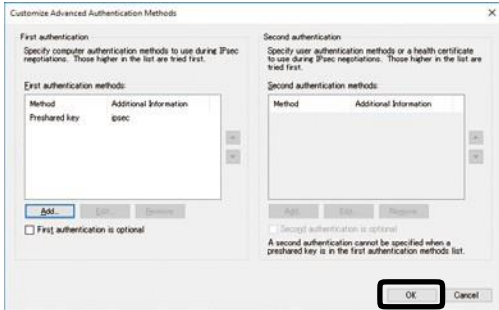 Customize Advanced Authentication Methods
First authentication
Specify computer authentication methods to use during IPsec
negotiations. Those higher in the list are tried first.
First authentication methods:
Method Additional Information
Preshared key ipsec
Add... Edit... Remove
First authentication is optional
Second authentication
Specify user authentication methods or a health certificate
to use during IPsec negotiations. Those higher in the list are
tried first.
Second authentication methods:
Method Additional Information
Add... Edit... Remove
Second authentication is optional
A second authentication cannot be specified when a
preshared key is in the first authentication methods list.
OK Cancel